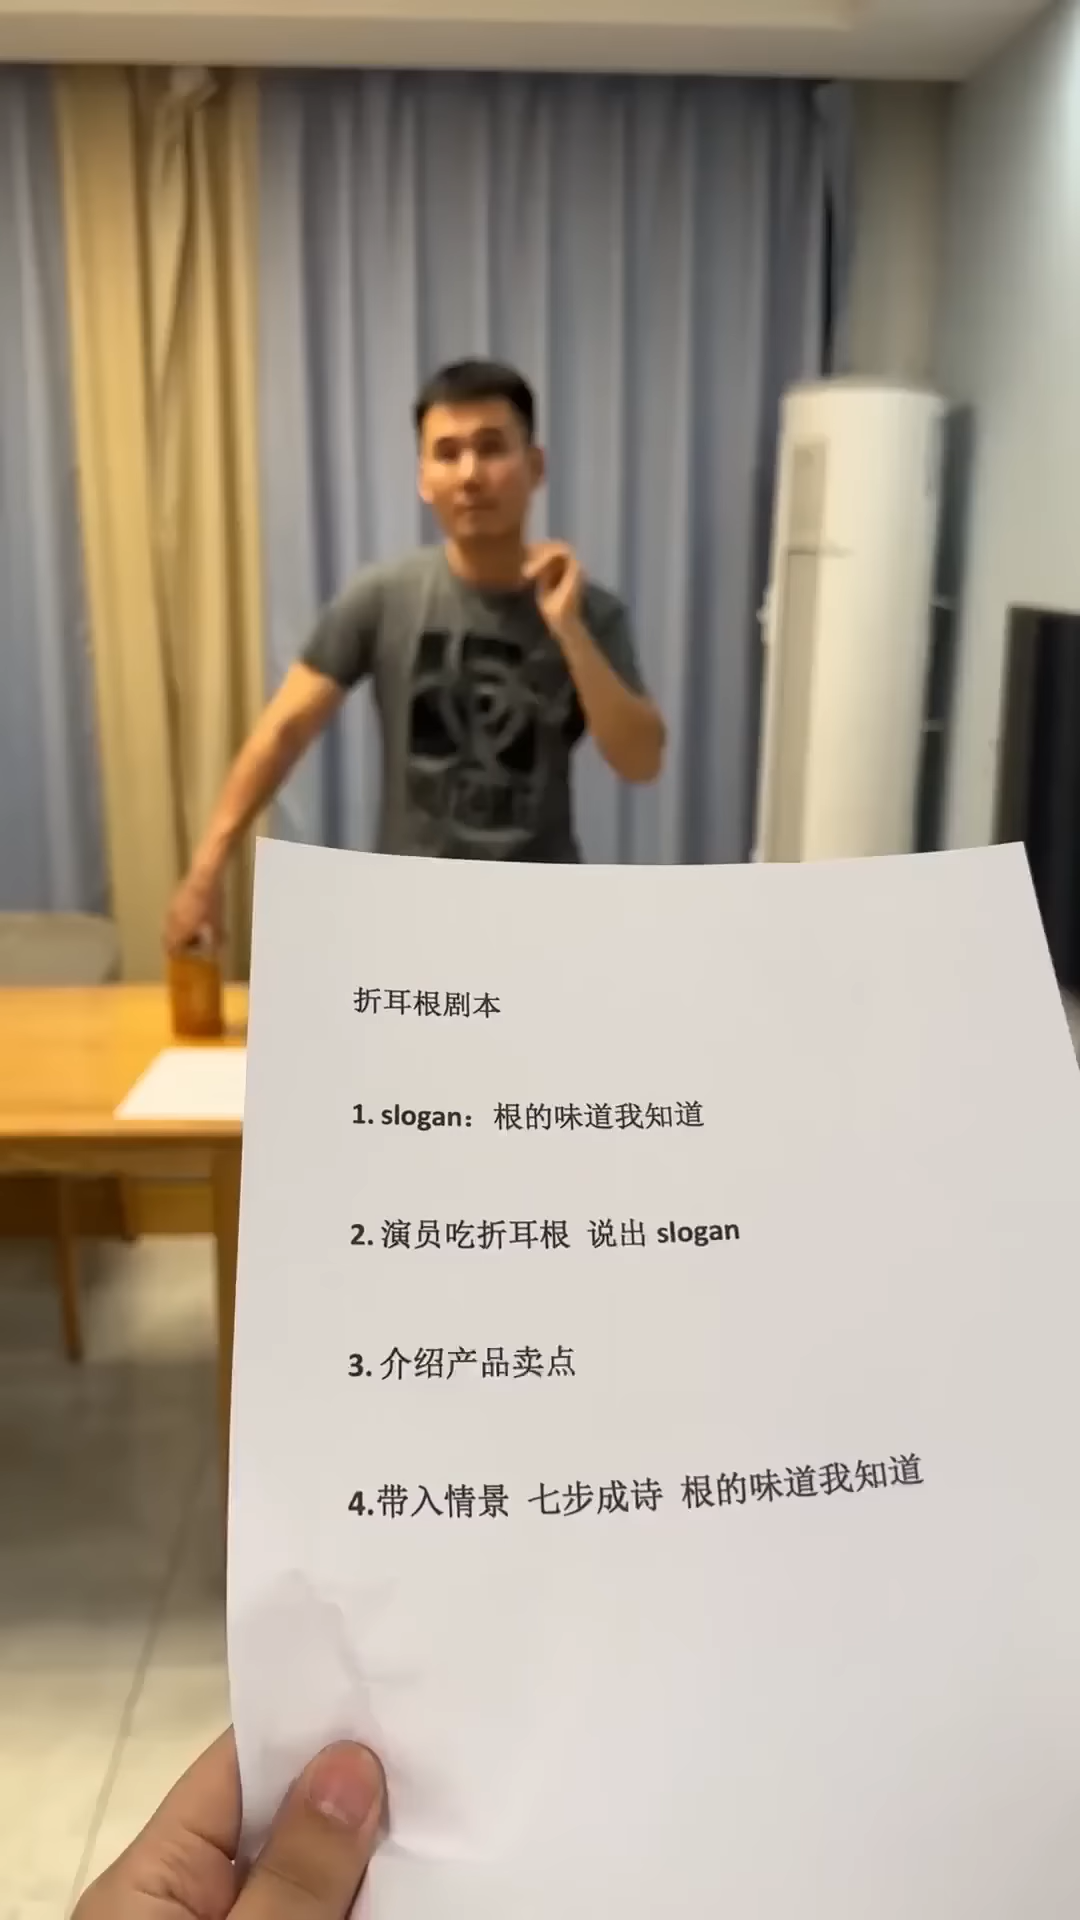 折耳根剧本
1. slogan：根的味道我知道
2. 演员吃折耳根 说出 slogan
3. 介绍产品卖点
4.带入情景 七步成诗 根的味道我知道